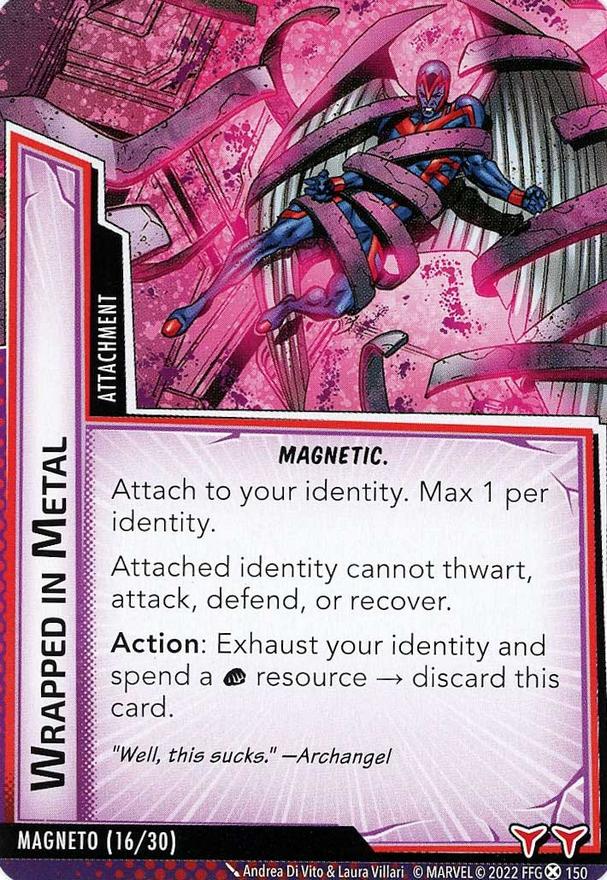 ATTACHMENT
WRAPPED IN METAL
MAGNETIC.
Attach to your identity. Max 1 per
identity.
Attached identity cannot thwart,
attack, defend, or recover.
Action: Exhaust your identity and
spend a resource → discard this
card.
"Well, this sucks." —Archangel
MAGNETO (16/30)
Andrea Di Vito & Laura Villari © MARVEL © 2022 FFG 150